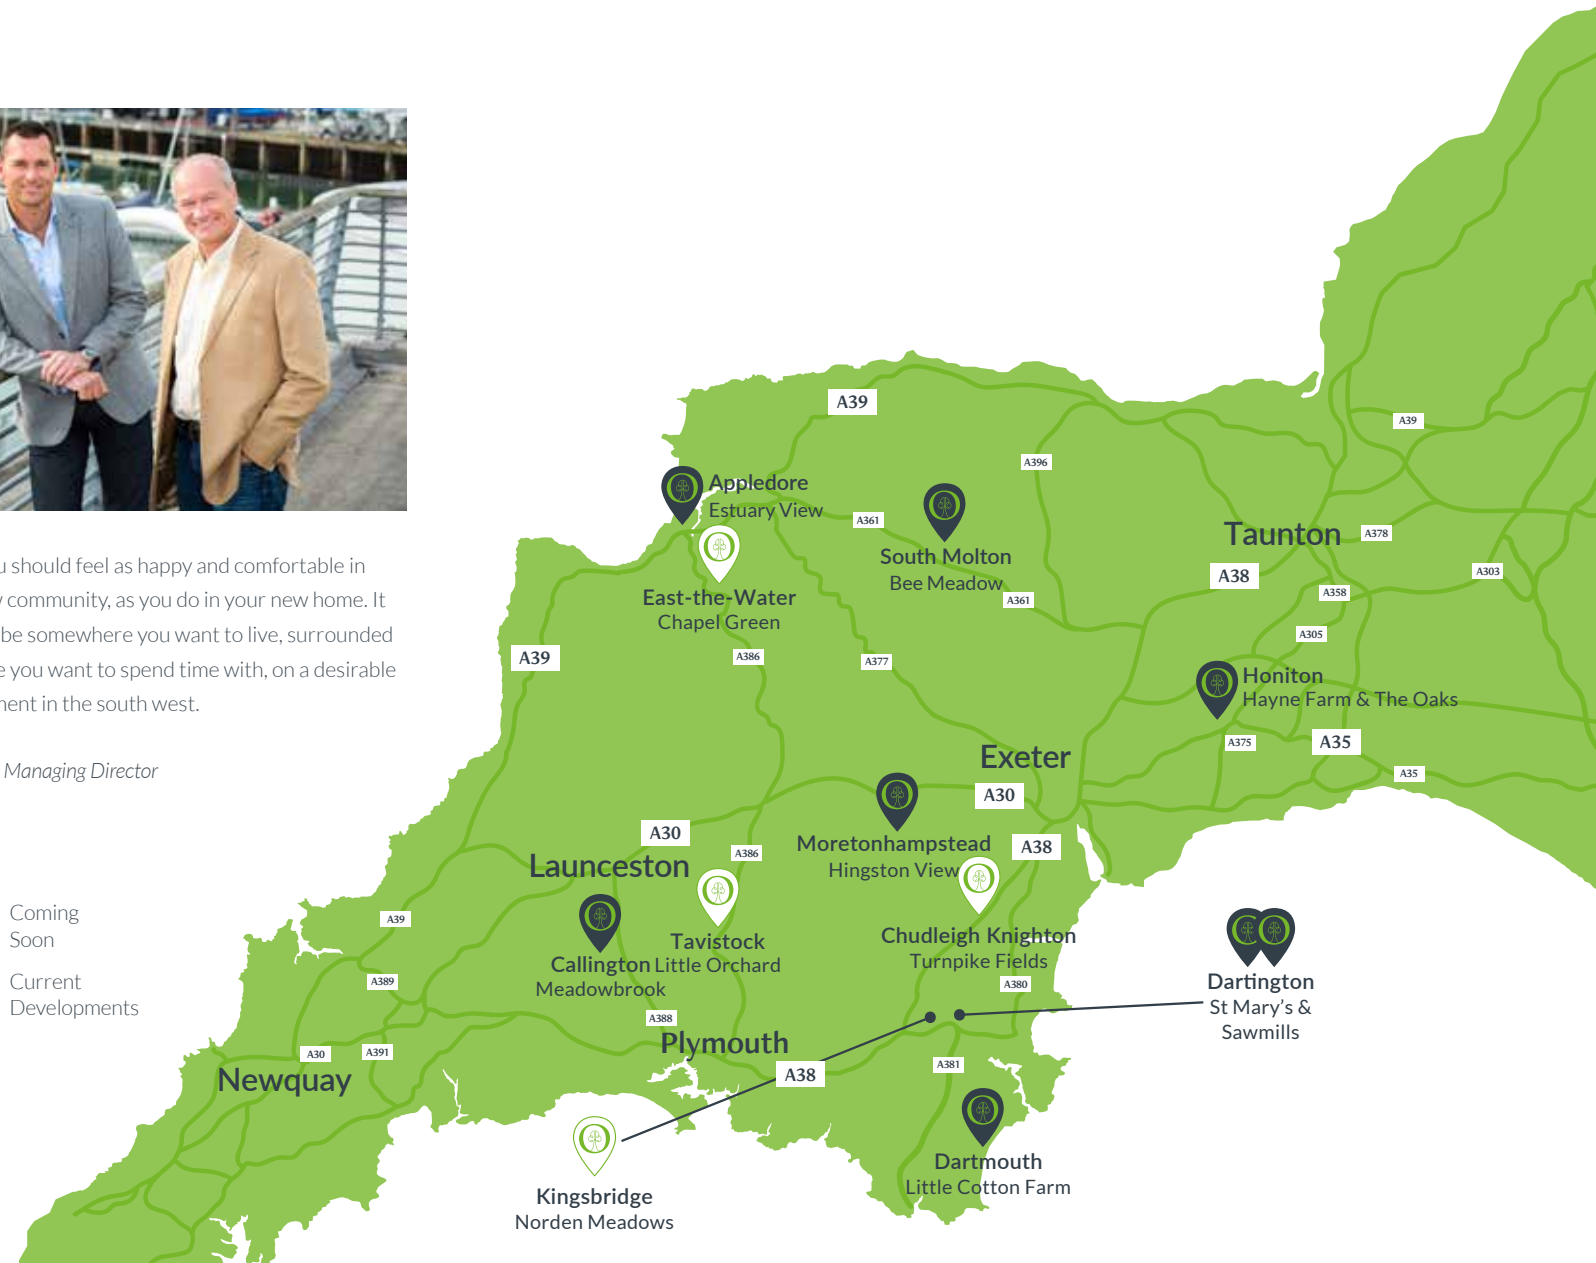 u should feel as happy and comfortable in
community, as you do in your new home. It
be somewhere you want to live, surrounded
you want to spend time with, on a desirable
in the south west.
Managing Director
Coming
Soon
Current
Developments
A39
A39
A396
Appledore
Estuary View
A361
South Molton
Bee Meadow
A361
Taunton
A378
A38
A303
A358
A305
East-the-Water
Chapel Green
A39
A386
A377
Honiton
Hayne Farm & The Oaks
A375
A35
A35
Exeter
A30
Moretonhampstead
Hingston View
A38
A30
A386
Launceston
Tavistock
Little Orchard
Callington
Meadowbrook
Chudleigh Knighton
Turnpike Fields
A380
A39
A389
A388
Dartington
St Mary’s &
Sawmills
Plymouth
A38
A381
A30
A391
Newquay
Dartmouth
Little Cotton Farm
Kingsbridge
Norden Meadows